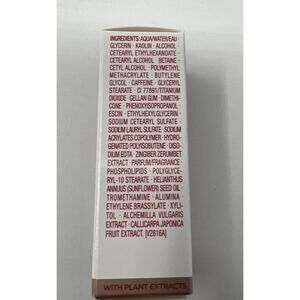 INGREDIENTS: AQUA/WATER/EAU ·
GLYCERIN · KAOLIN · ALCOHOL ·
CETEARYL ETHYLHEXANOATE ·
CETEARYL ALCOHOL · BETAINE ·
CETYL ALCOHOL · POLYMETHYL
METHACRYLATE · BUTYLENE
GLYCOL · CAFFEINE · GLYCERYL
STEARATE · CI 77891/TITANIUM
DIOXIDE · GELLAN GUM · DIMETHI-
CONE · PHENOXYISOPROPANOL ·
ESCIN · ETHYLHEXYLGLYCERIN ·
SODIUM CETEARYL SULFATE ·
SODIUM LAURYL SULFATE · SODIUM
ACRYLATES COPOLYMER · HYDRO-
GENATED POLYISOBUTENE · DISO-
DIUM EDTA · ZINGIBER ZERUMBET
EXTRACT · PARFUM/FRAGRANCE ·
PHOSPHOLIPIDS · POLYGLYCE-
RYL-10 STEARATE · HELIANTHUS
ANNUUS (SUNFLOWER) SEED OIL ·
TROMETHAMINE · ALUMINA ·
ETHYLENE BRASSYLATE · XYLI-
TOL · ALCHEMILLA VULGARIS
EXTRACT · CALLICARPA JAPONICA
FRUIT EXTRACT. [V2816A]
WITH PLANT EXTRACTS